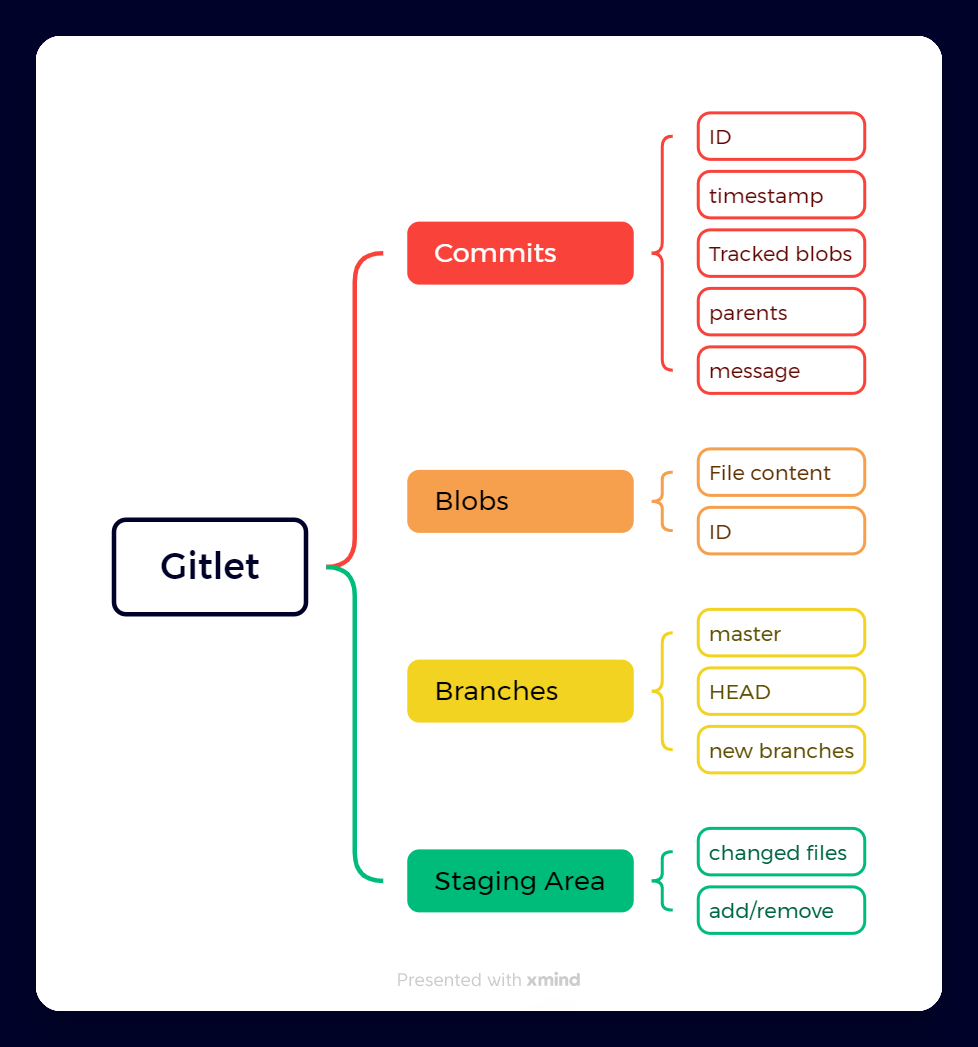 Gitlet
Commits
ID
timestamp
Tracked blobs
parents
message
Blobs
File content
ID
Branches
master
HEAD
new branches
Staging Area
changed files
add/remove
Presented with xmind